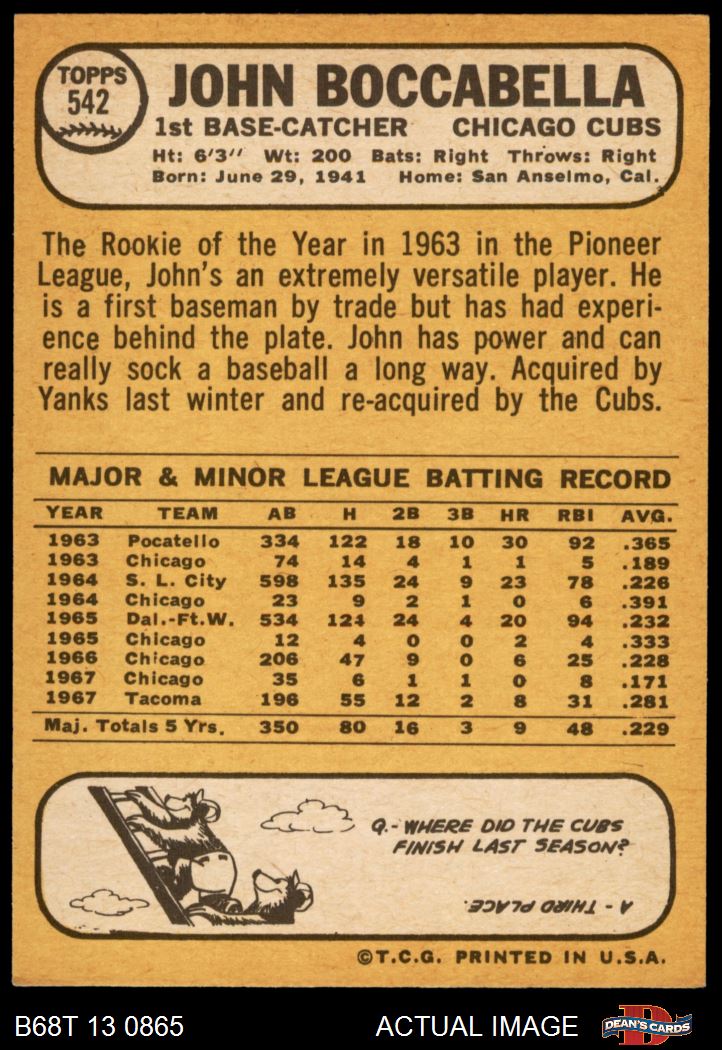 TOPPS
542
JOHN BOCCABELLA
1st BASE-CATCHER CHICAGO CUBS
Ht: 6'3" Wt: 200 Bats: Right Throws: Right
Born: June 29, 1941 Home: San Anselmo, Cal.
The Rookie of the Year in 1963 in the Pioneer
League, John's an extremely versatile player. He
is a first baseman by trade but has had experi-
ence behind the plate. John has power and can
really sock a baseball a long way. Acquired by
Yanks last winter and re-acquired by the Cubs.
MAJOR & MINOR LEAGUE BATTING RECORD
YEAR TEAM AB H 2B 3B HR RBI AVG.
1963 Pocatello 334 122 18 10 30 92 .365
1963 Chicago 74 14 4 1 1 5 .189
1964 S. L. City 598 135 24 9 23 78 .226
1964 Chicago 23 9 2 1 0 6 .391
1965 Dal.-Ft.W. 534 124 24 4 20 94 .232
1965 Chicago 12 4 0 0 2 4 .333
1966 Chicago 206 47 9 0 6 25 .228
1967 Chicago 35 6 1 1 0 8 .171
1967 Tacoma 196 55 12 2 8 31 .281
Maj. Totals 5 Yrs. 350 80 16 3 9 48 .229
Q.- WHERE DID THE CUBS
FINISH LAST SEASON?
A - THIRD PLACE.
©T.C.G. PRINTED IN U.S.A.
B68T 13 0865 ACTUAL IMAGE D DEAN'S CARDS